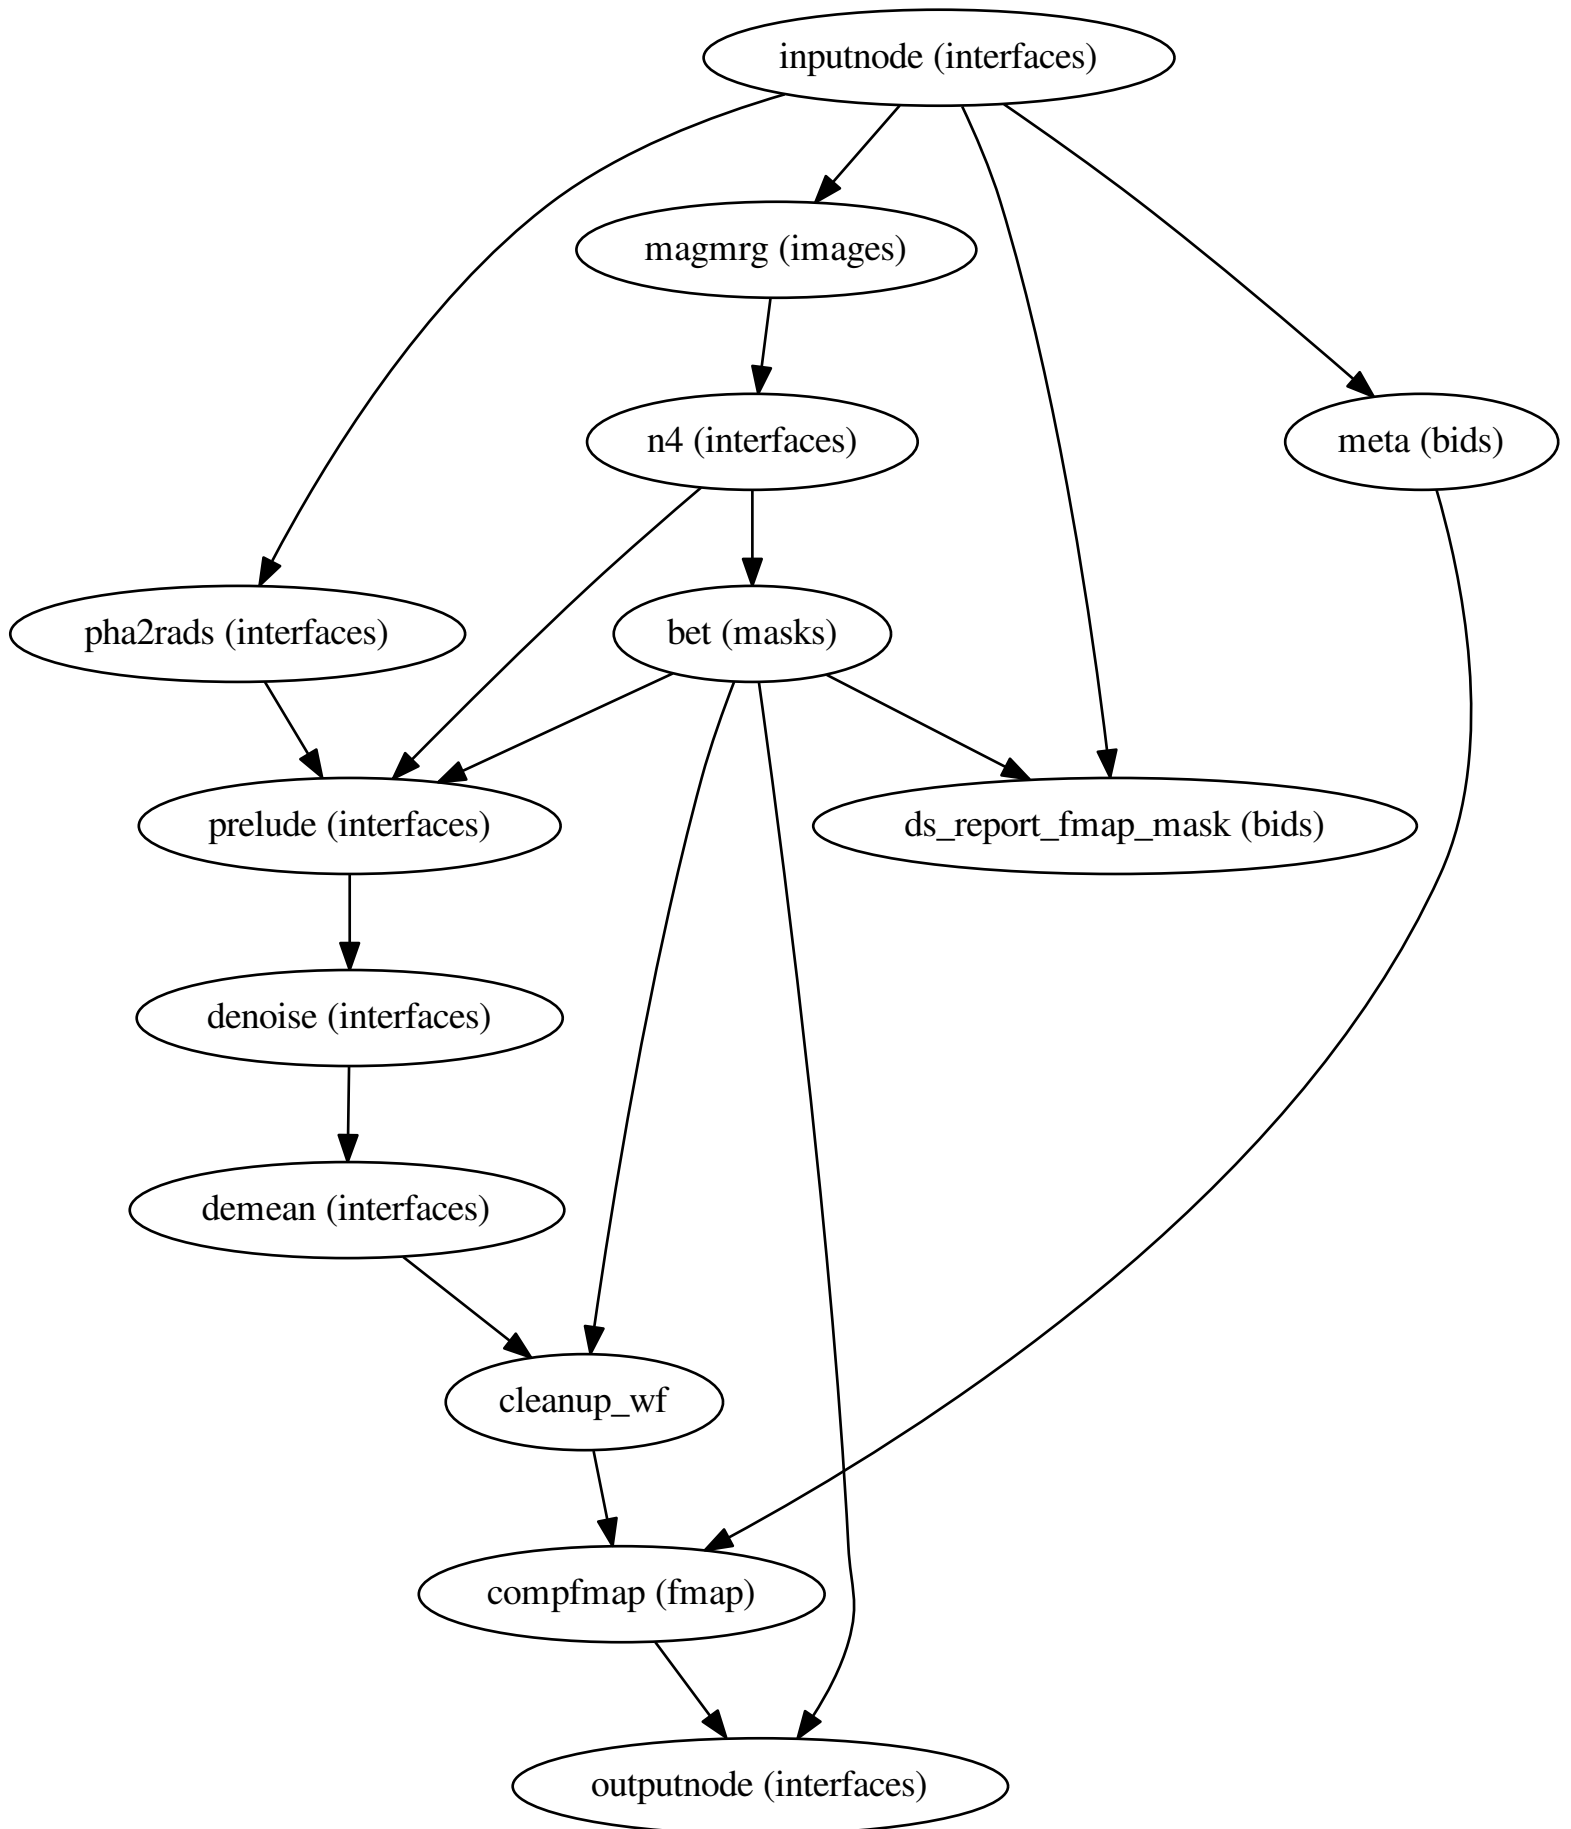 inputnode (interfaces)
magmrg (images)
n4 (interfaces)
meta (bids)
pha2rads (interfaces)
bet (masks)
prelude (interfaces)
ds_report_fmap_mask (bids)
denoise (interfaces)
demean (interfaces)
cleanup_wf
compfmap (fmap)
outputnode (interfaces)